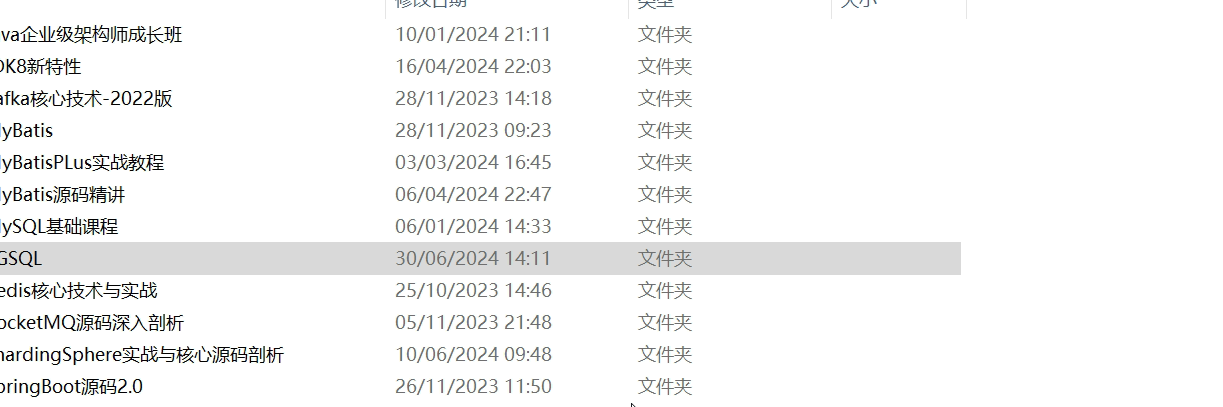 修改日期 类型 大小
va企业级架构师成长班 10/01/2024 21:11 文件夹
DK8新特性 16/04/2024 22:03 文件夹
afka核心技术-2022版 28/11/2023 14:18 文件夹
yBatis 28/11/2023 09:23 文件夹
yBatisPLus实战教程 03/03/2024 16:45 文件夹
yBatis源码精讲 06/04/2024 22:47 文件夹
ySQL基础课程 06/01/2024 14:33 文件夹
GSQL 30/06/2024 14:11 文件夹
edis核心技术与实战 25/10/2023 14:46 文件夹
ocketMQ源码深入剖析 05/11/2023 21:48 文件夹
hardingSphere实战与核心源码剖析 10/06/2024 09:48 文件夹
pringBoot源码2.0 26/11/2023 11:50 文件夹